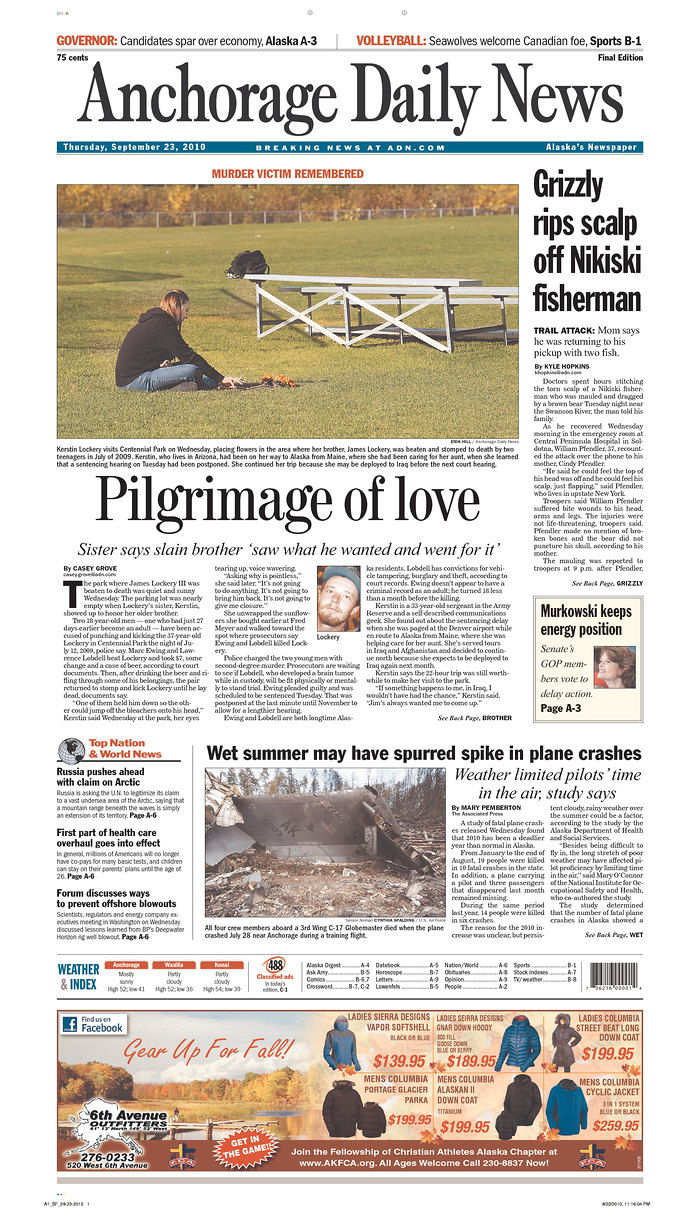 GOVERNOR: Candidates spar over economy, Alaska A-3
VOLLEYBALL: Seawolves welcome Canadian foe, Sports B-1
75 cents
Final Edition
Anchorage Daily News
Thursday, September 23, 2010
BREAKING NEWS AT ADN.COM
Alaska's Newspaper
MURDER VICTIM REMEMBERED
ERIK HILL / Anchorage Daily News
Kerstin Lockery visits Centennial Park on Wednesday, placing flowers in the area where her brother, James Lockery, was beaten and stomped to death by two
teenagers in July of 2009. Kerstin, who lives in Arizona, had been on her way to Alaska from Maine, where she had been caring for her aunt, when she learned
that a sentencing hearing on Tuesday had been postponed. She continued her trip because she may be deployed to Iraq before the next court hearing.
Pilgrimage of love
Sister says slain brother 'saw what he wanted and went for it'
By CASEY GROVE
casey.grove@adn.com
The park where James Lockery III was
beaten to death was quiet and sunny
Wednesday. The parking lot was nearly
empty when Lockery's sister, Kerstin,
showed up to honor her older brother.
Two 18-year-old men — one who had just 27
days earlier become an adult — have been ac-
cused of punching and kicking the 37-year-old
Lockery in Centennial Park the night of Ju-
ly 12, 2009, police say. Marc Ewing and Law-
rence Lobdell beat Lockery and took $7, some
change and a case of beer, according to court
documents. Then, after drinking the beer and ri-
fling through some of his belongings, the pair
returned to stomp and kick Lockery until he lay
dead, documents say.
"One of them held him down so the oth-
er could jump off the bleachers onto his head,"
Kerstin said Wednesday at the park, her eyes
tearing up, voice wavering.
"Asking why is pointless,"
she said later. "It's not going
to do anything. It's not going to
bring him back. It's not going to
give me closure."
She unwrapped the sunflow-
ers she bought earlier at Fred
Meyer and walked toward the
spot where prosecutors say
Ewing and Lobdell killed Lock-
ery.
Police charged the two young men with
second-degree murder. Prosecutors are waiting
to see if Lobdell, who developed a brain tumor
while in custody, will be fit physically or mental-
ly to stand trial. Ewing pleaded guilty and was
scheduled to be sentenced Tuesday. That was
postponed at the last minute until November to
allow for a lengthier hearing.
Ewing and Lobdell are both longtime Alas-
Lockery
ka residents. Lobdell has convictions for vehi-
cle tampering, burglary and theft, according to
court records. Ewing doesn't appear to have a
criminal record as an adult; he turned 18 less
than a month before the killing.
Kerstin is a 33-year-old sergeant in the Army
Reserve and a self-described communications
geek. She found out about the sentencing delay
when she was paged at the Denver airport while
en route to Alaska from Maine, where she was
helping care for her aunt. She's served tours
in Iraq and Afghanistan and decided to contin-
ue north because she expects to be deployed to
Iraq again next month.
Kerstin says the 22-hour trip was still worth-
while to make her visit to the park.
"If something happens to me, in Iraq, I
wouldn't have had the chance," Kerstin said.
"Jim's always wanted me to come up."
See Back Page, BROTHER
Grizzly
rips scalp
off Nikiski
fisherman
TRAIL ATTACK: Mom says
he was returning to his
pickup with two fish.
By KYLE HOPKINS
khopkins@adn.com
Doctors spent hours stitching
the torn scalp of a Nikiski fisher-
man who was mauled and dragged
by a brown bear Tuesday night near
the Swanson River, the man told his
family.
As he recovered Wednesday
morning in the emergency room at
Central Peninsula Hospital in Sol-
dotna, William Pfendler, 37, recount-
ed the attack over the phone to his
mother, Cindy Pfendler.
"He said he could feel the top of
his head was off and he could feel his
scalp, just flapping," said Pfendler,
who lives in upstate New York.
Troopers said William Pfendler
suffered bite wounds to his head,
arms and legs. The injuries were
not life-threatening, troopers said.
Pfendler made no mention of bro-
ken bones and the bear did not
puncture his skull, according to his
mother.
The mauling was reported to
troopers at 9 p.m. after Pfendler,
See Back Page, GRIZZLY
Murkowski keeps
energy position
Senate's
GOP mem-
bers vote to
delay action.
Page A-3
Top Nation
& World News
Russia pushes ahead
with claim on Arctic
Russia is asking the U.N. to legitimize its claim
to a vast undersea area of the Arctic, saying that
a mountain range beneath the waves is simply
an extension of its territory. Page A-6
First part of health care
overhaul goes into effect
In general, millions of Americans will no longer
have co-pays for many basic tests, and children
can stay on their parents' plans until the age of
26. Page A-6
Forum discusses ways
to prevent offshore blowouts
Scientists, regulators and energy company ex-
ecutives meeting in Washington on Wednesday
discussed lessons learned from BP's Deepwater
Horizon rig well blowout. Page A-6
Wet summer may have spurred spike in plane crashes
Senior Airman CYNTHIA SPALDING / U.S. Air Force
All four crew members aboard a 3rd Wing C-17 Globemaster died when the plane
crashed July 28 near Anchorage during a training flight.
Weather limited pilots' time
in the air, study says
By MARY PEMBERTON
The Associated Press
A study of fatal plane crash-
es released Wednesday found
that 2010 has been a deadlier
year than normal in Alaska.
From January to the end of
August, 19 people were killed
in 10 fatal crashes in the state.
In addition, a plane carrying
a pilot and three passengers
that disappeared last month
remained missing.
During the same period
last year, 14 people were killed
in six crashes.
The reason for the 2010 in-
crease was unclear, but persis-
tent cloudy, rainy weather over
the summer could be a factor,
according to the study by the
Alaska Department of Health
and Social Services.
"Besides being difficult to
fly in, the long stretch of poor
weather may have affected pi-
lot proficiency by limiting time
in the air," said Mary O'Connor
of the National Institute for Oc-
cupational Safety and Health,
who co-authored the study.
The study determined
that the number of fatal plane
crashes in Alaska showed a
See Back Page, WET
WEATHER
& INDEX
Anchorage
Mostly
sunny
High 52; low 41
Wasilla
Partly
cloudy
High 52; low 36
Kenai
Partly
cloudy
High 54; low 39
488
Classified ads
In today's
edition, C-1
Alaska Digest A-4
Ask Amy B-5
Comics B-6,7
Crossword B-7, C-2
Datebook A-5
Horoscope B-7
Letters A-9
Lowenfels B-5
Nation/World A-6
Obituaries A-8
Opinion A-9
People A-2
Sports B-1
Stock indexes A-7
TV/weather B-8
Find us on
Facebook
Gear Up For Fall!
6th Avenue
OUTFITTERS
276-0233
520 West 6th Avenue
GET IN
THE GAME!!
LADIES SIERRA DESIGNS
VAPOR SOFTSHELL
BLACK OR BLUE
$139.95
LADIES SIERRA DESIGNS
GNAR DOWN HOODY
800 FILL
GOOSE DOWN
BLUE OR BERRY
$189.95
LADIES COLUMBIA
STREET BEAT LONG
DOWN COAT
$199.95
MENS COLUMBIA
PORTAGE GLACIER
PARKA
$199.95
MENS COLUMBIA
ALASKAN II
DOWN COAT
TITANIUM
$199.95
MENS COLUMBIA
CYCLIC JACKET
3 IN 1 SYSTEM
BLUE OR BLACK
$259.95
Join the Fellowship of Christian Athletes Alaska Chapter at
www.AKFCA.org. All Ages Welcome Call 230-8837 Now!
9/22/2010, 11:16:04 PM